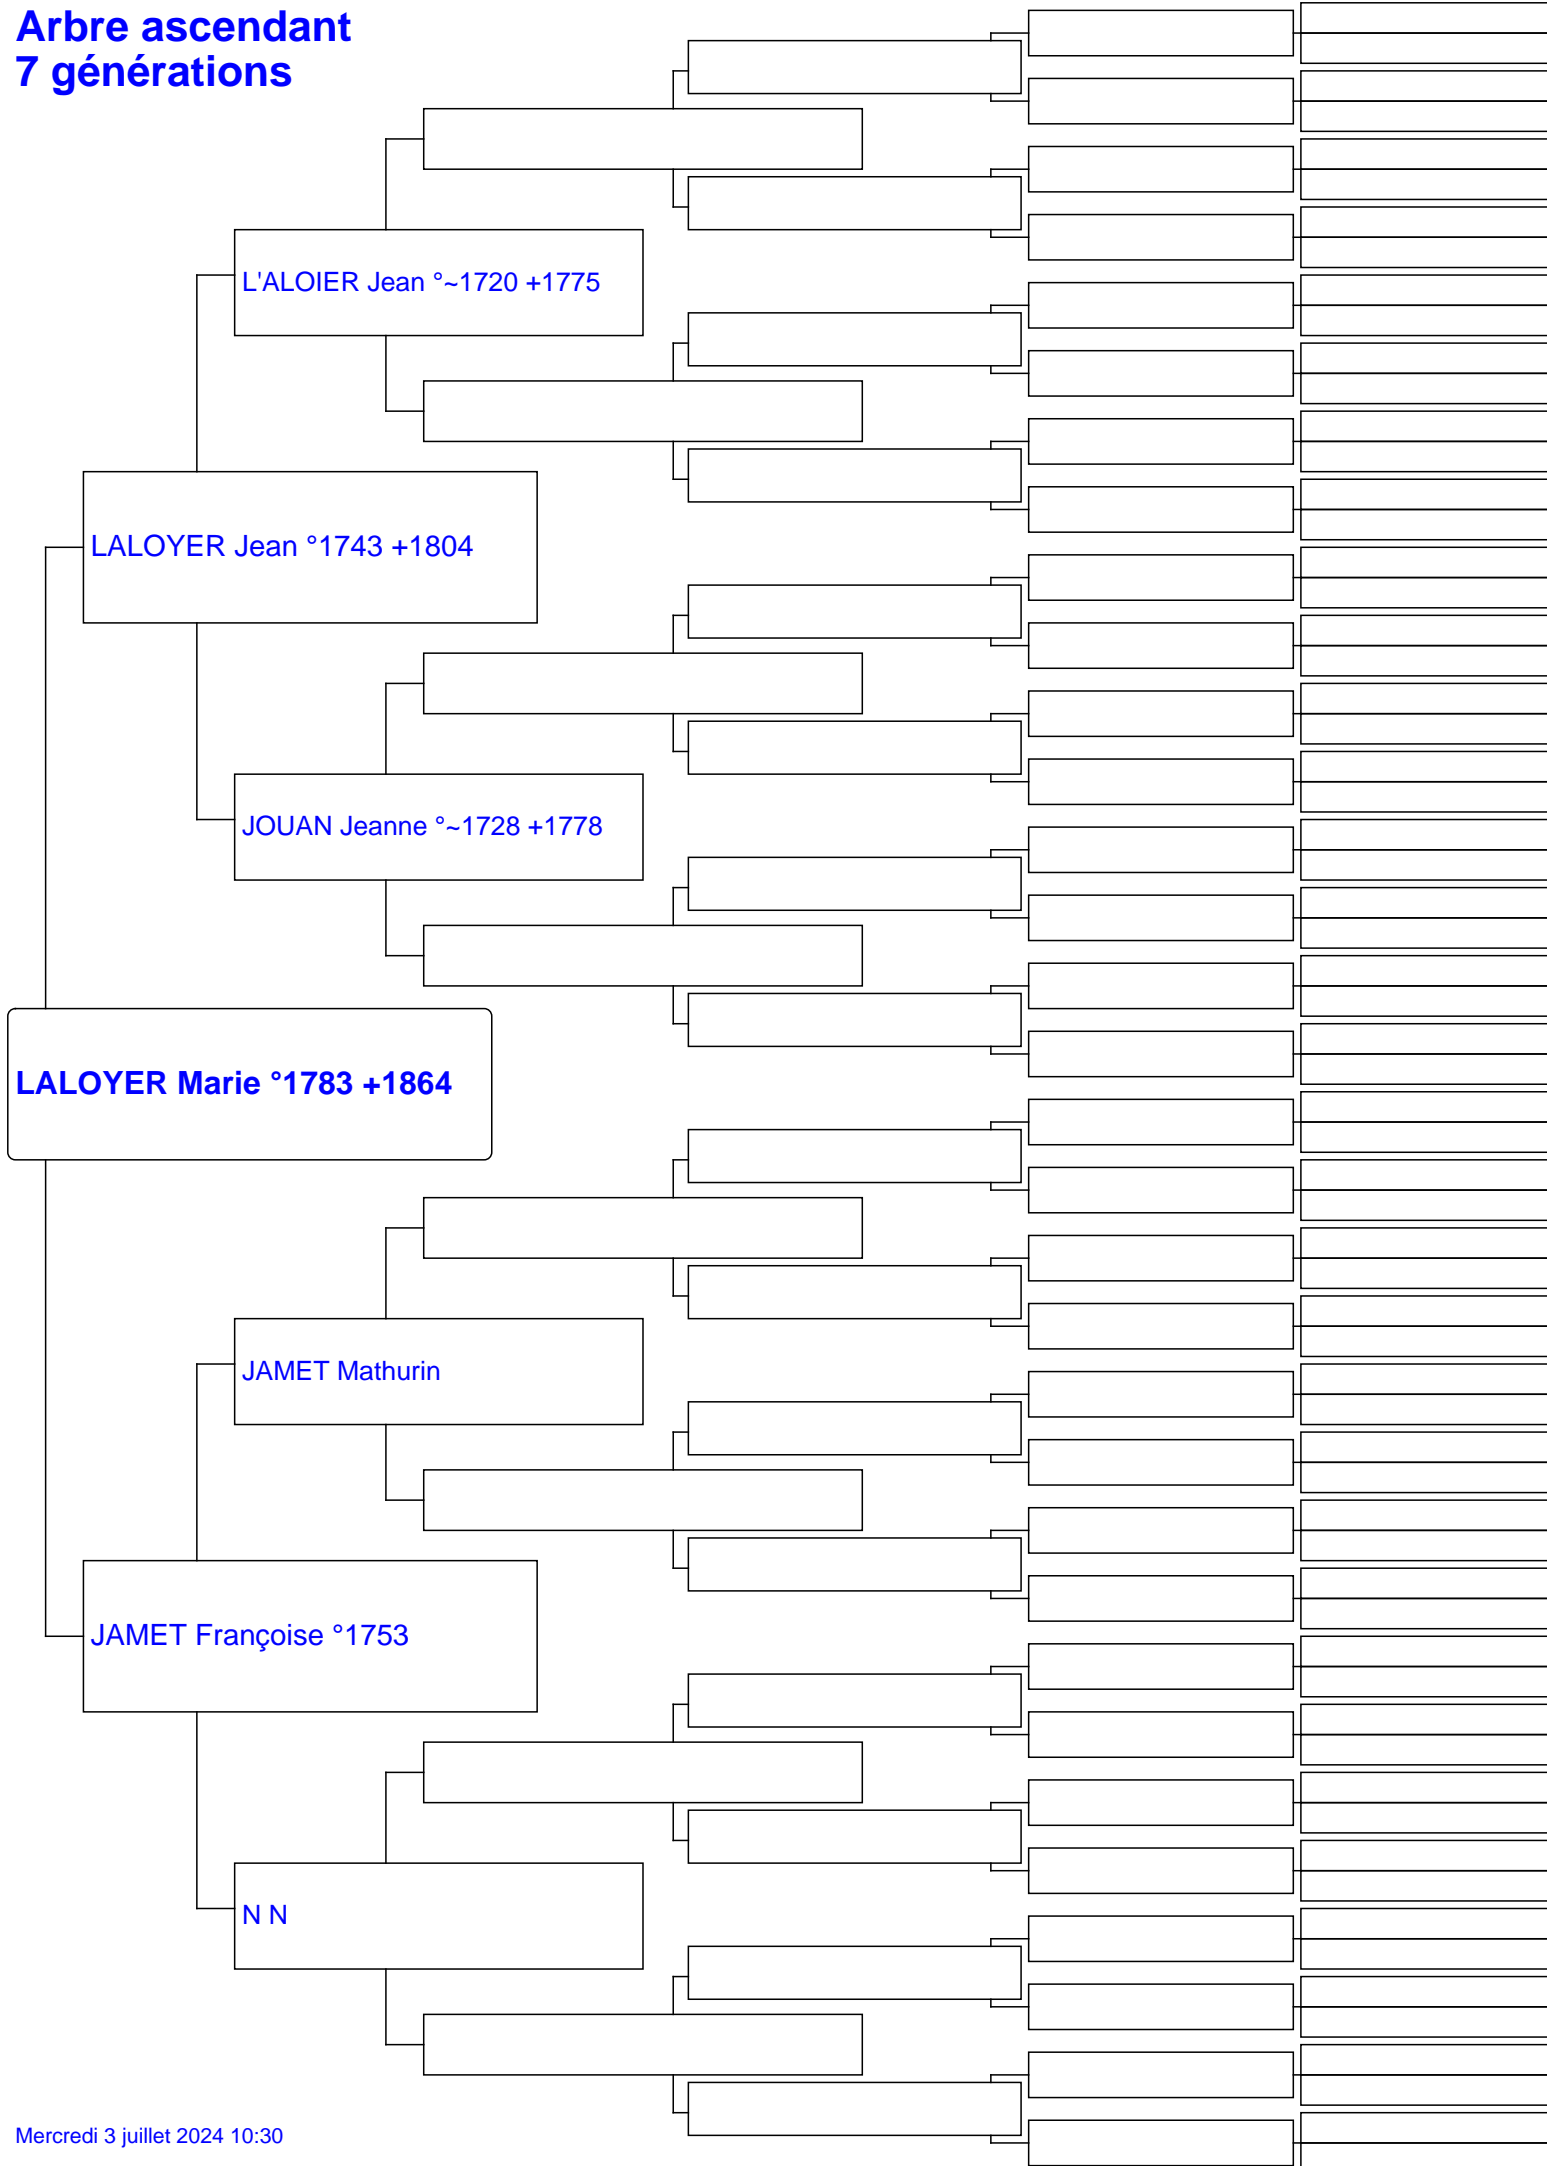 Arbre ascendant
7 générations
L'ALOIER Jean °~1720 +1775
LALOYER Jean °1743 +1804
JOUAN Jeanne °~1728 +1778
LALOYER Marie °1783 +1864
JAMET Mathurin
JAMET Françoise °1753
N N
Mercredi 3 juillet 2024 10:30